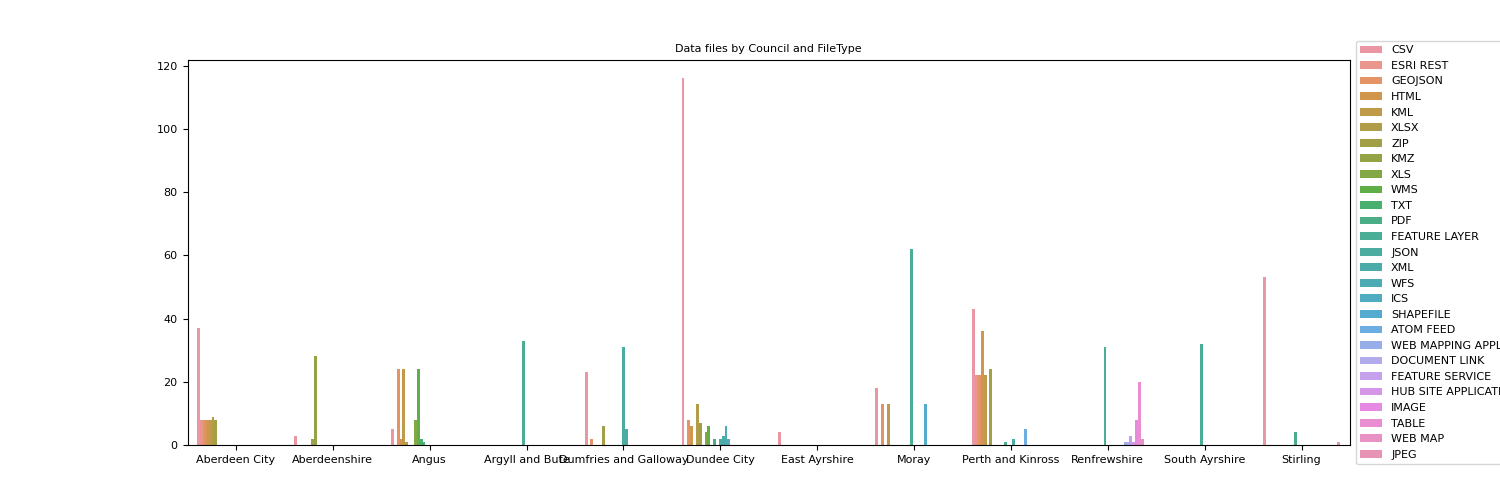 Data files by Council and FileType
120
100
80
60
40
20
0
Aberdeen City
Aberdeenshire
Angus
Argyll and Bute
Dumfries and Galloway
Dundee City
East Ayrshire
Moray
Perth and Kinross
Renfrewshire
South Ayrshire
Stirling
CSV
ESRI REST
GEOJSON
HTML
KML
XLSX
ZIP
KMZ
XLS
WMS
TXT
PDF
FEATURE LAYER
JSON
XML
WFS
ICS
SHAPEFILE
ATOM FEED
WEB MAPPING APPL
DOCUMENT LINK
FEATURE SERVICE
HUB SITE APPLICATI
IMAGE
TABLE
WEB MAP
JPEG